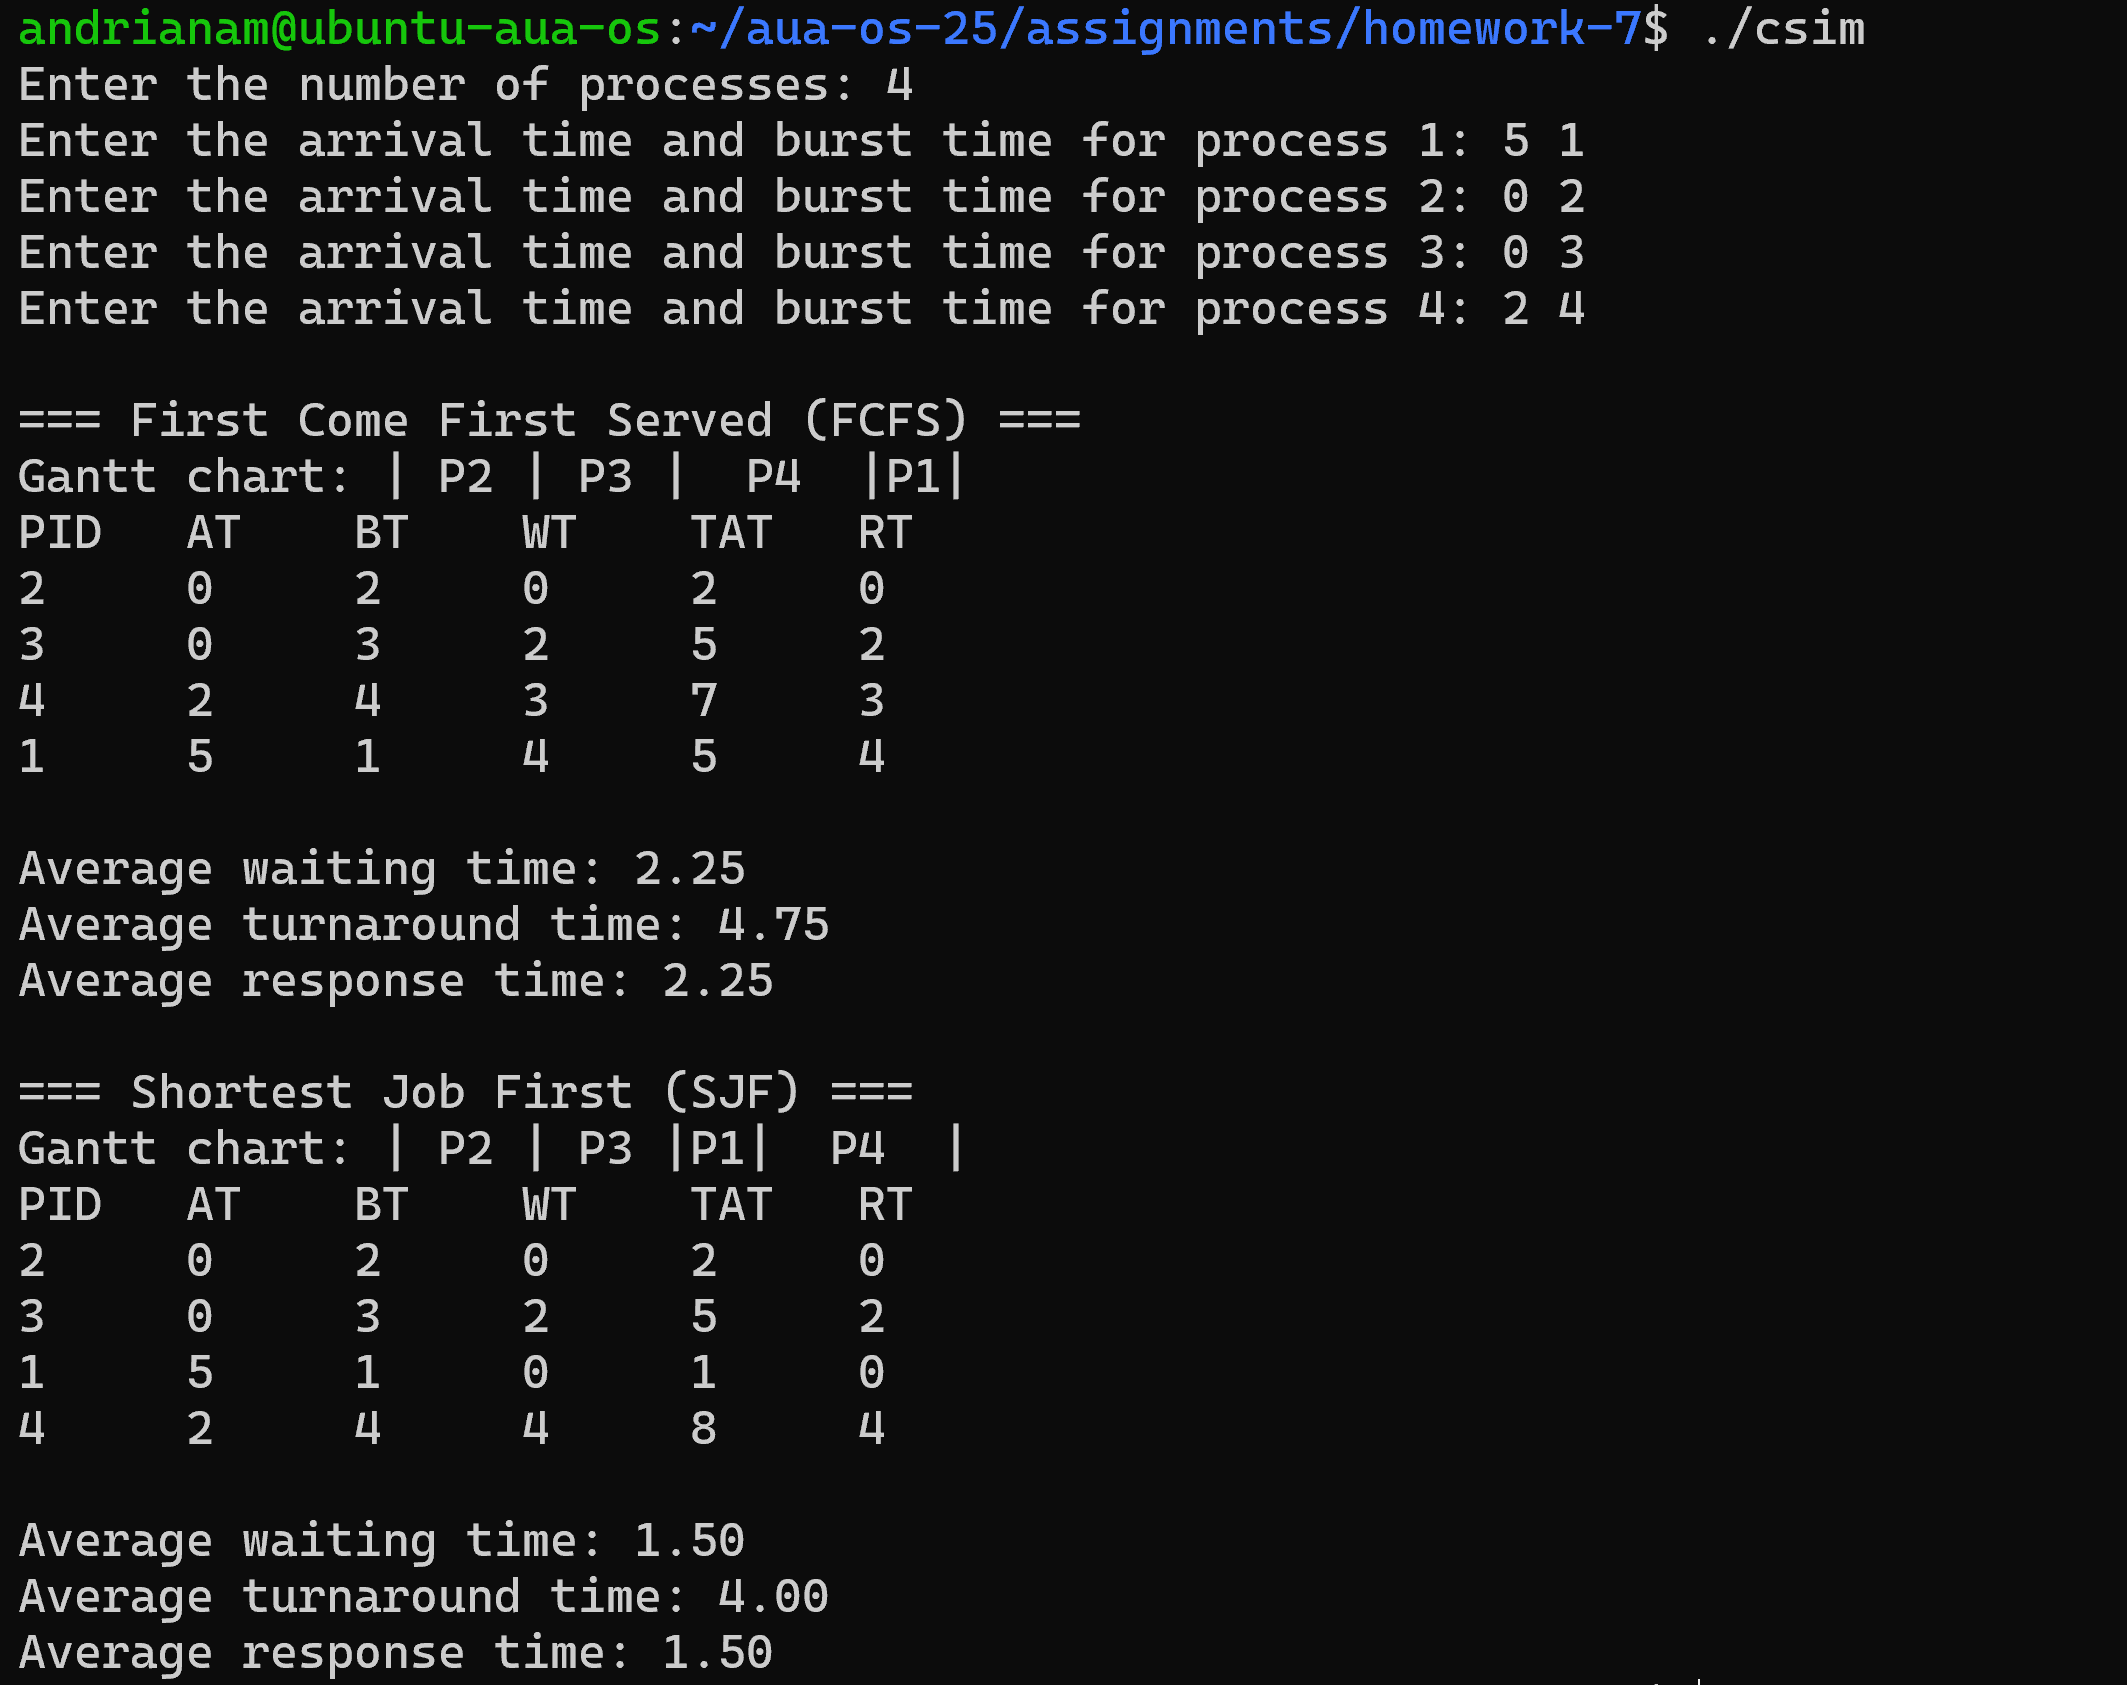 andrianam@ubuntu-aua-os:~/aua-os-25/assignments/homework-7$ ./csim
Enter the number of processes: 4
Enter the arrival time and burst time for process 1: 5 1
Enter the arrival time and burst time for process 2: 0 2
Enter the arrival time and burst time for process 3: 0 3
Enter the arrival time and burst time for process 4: 2 4

=== First Come First Served (FCFS) ===
Gantt chart: | P2 | P3 |  P4  |P1|
PID   AT    BT    WT    TAT   RT
2     0     2     0     2     0
3     0     3     2     5     2
4     2     4     3     7     3
1     5     1     4     5     4

Average waiting time: 2.25
Average turnaround time: 4.75
Average response time: 2.25

=== Shortest Job First (SJF) ===
Gantt chart: | P2 | P3 |P1|  P4  |
PID   AT    BT    WT    TAT   RT
2     0     2     0     2     0
3     0     3     2     5     2
1     5     1     0     1     0
4     2     4     4     8     4

Average waiting time: 1.50
Average turnaround time: 4.00
Average response time: 1.50